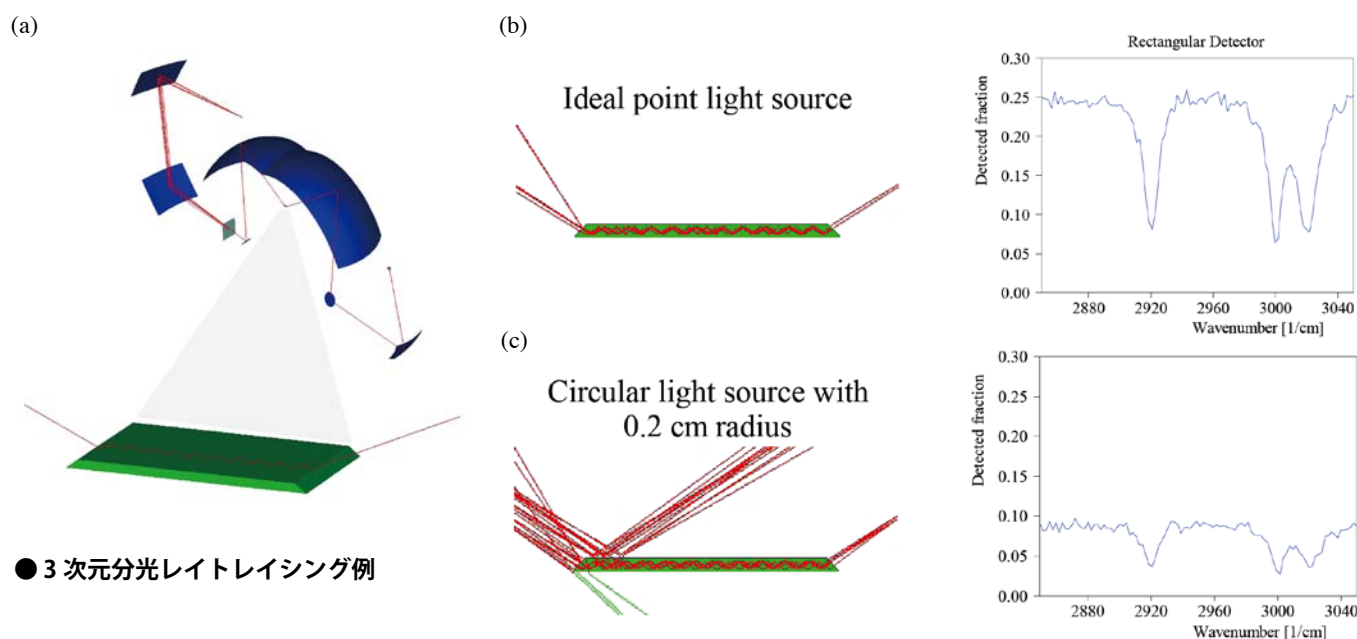 (a)
● 3 次元分光レイトレイシング例
(b)
Ideal point light source
Rectangular Detector
Detected fraction
0.30
0.25
0.20
0.15
0.10
0.05
0.00
2880 2920 2960 3000 3040
Wavenumber [1/cm]
(c)
Circular light source with
0.2 cm radius
Detected fraction
0.30
0.25
0.20
0.15
0.10
0.05
0.00
2880 2920 2960 3000 3040
Wavenumber [1/cm]